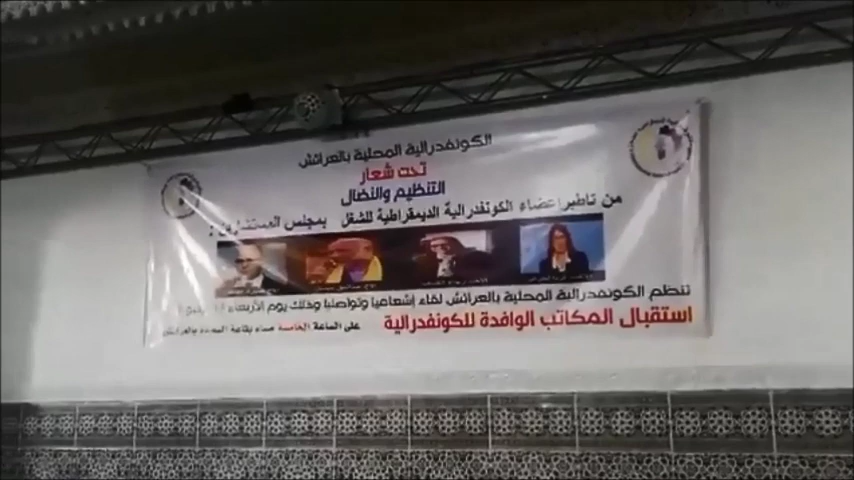 الكونفدرالية المحلية بالعرائش
تحت شعار
التنظيم والنضال
من تاطير اعضاء الكونفدرالية الديمقراطية للشغل بمجلس المستشارين :
تنظم الكونفدرالية المحلية بالعرائش لقاء إشعاعيا وتواصليا وذلك يوم الأربعاء
استقبال المكاتب الوافدة للكونفدرالية
على الساعة الخامسة مساء بقاعة